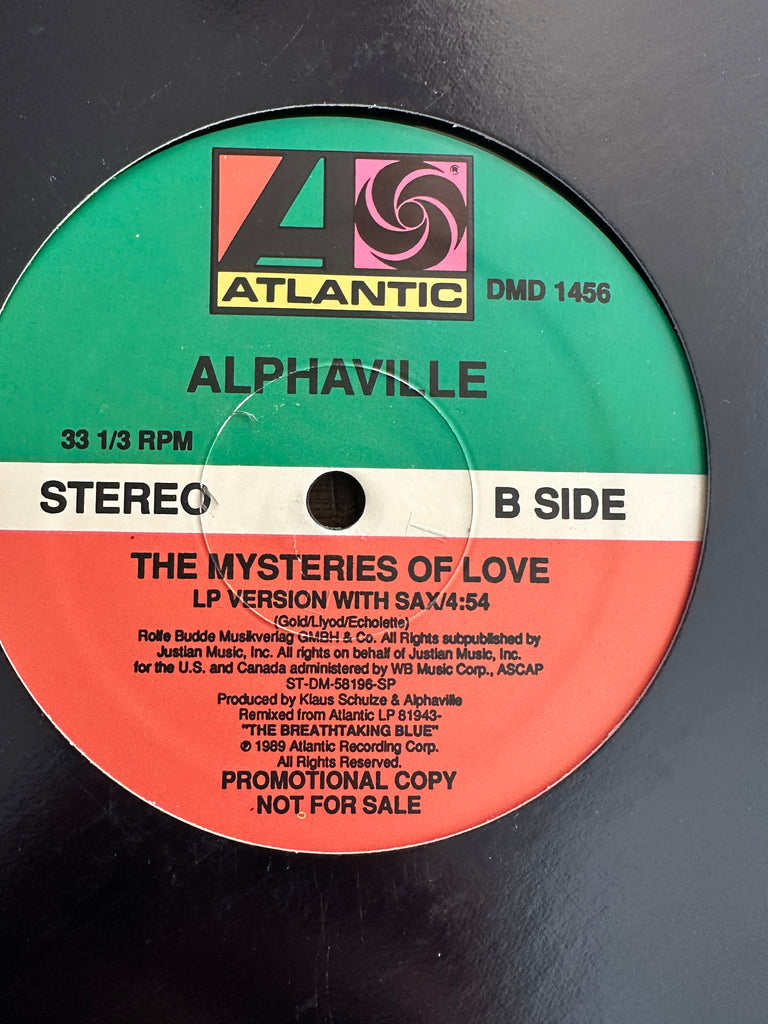 ATLANTIC
®
DMD 1456
ALPHAVILLE
33 1/3 RPM
STEREO
B SIDE
THE MYSTERIES OF LOVE
LP VERSION WITH SAX/4:54
(Gold/Llyod/Echolette)
Rolfe Budde Musikverlag GMBH & Co. All Rights subpublished by
Justian Music, Inc. All rights on behalf of Justian Music, Inc.
for the U.S. and Canada administered by WB Music Corp., ASCAP
ST-DM-58196-SP
Produced by Klaus Schulze & Alphaville
Remixed from Atlantic LP 81943-
"THE BREATHTAKING BLUE"
℗ 1989 Atlantic Recording Corp.
All Rights Reserved.
PROMOTIONAL COPY
NOT FOR SALE